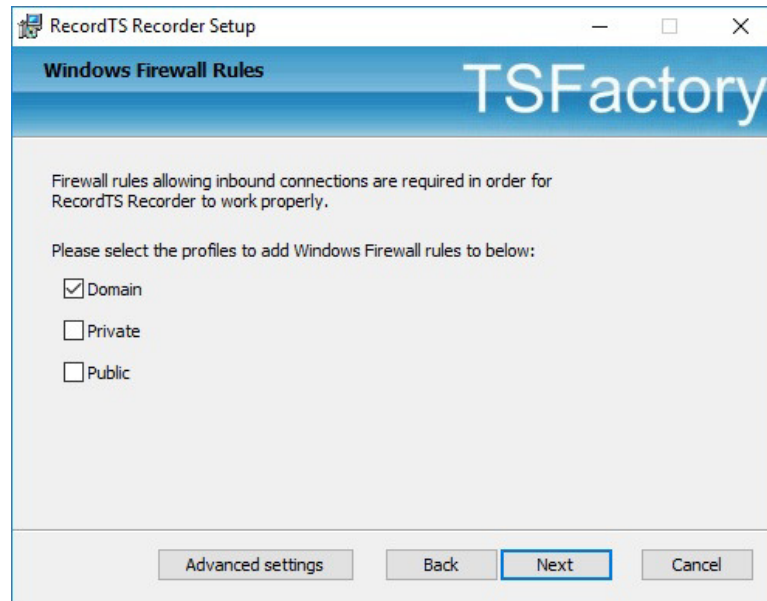 RecordTS Recorder Setup
Windows Firewall Rules
TSFactory
Firewall rules allowing inbound connections are required in order for
RecordTS Recorder to work properly.
Please select the profiles to add Windows Firewall rules to below:
Domain
Private
Public
Advanced settings
Back
Next
Cancel